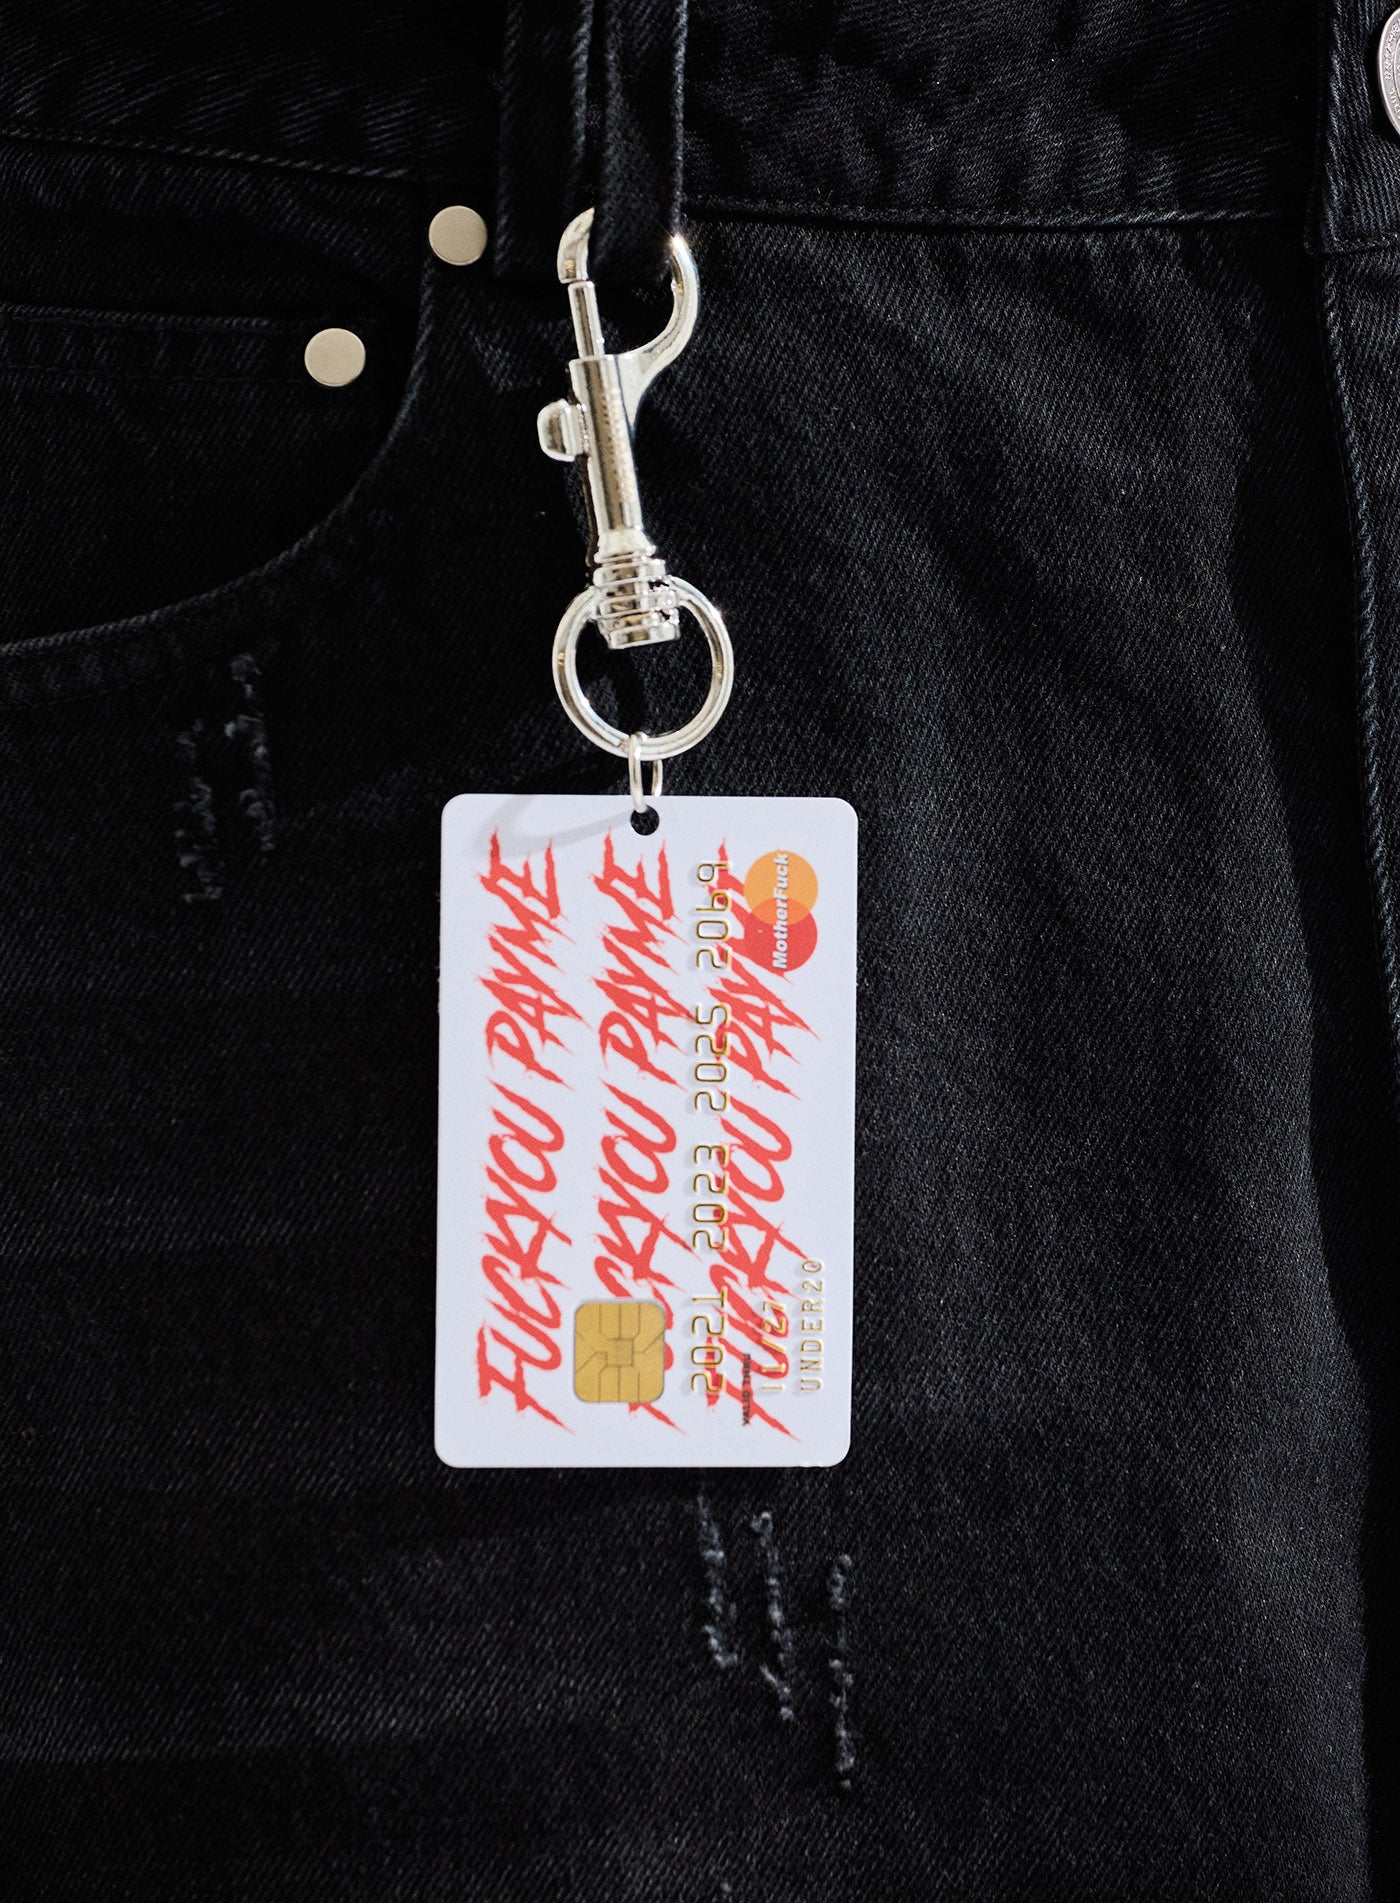 FUCKYOU PAYME
FUCKYOU PAYME
FUCKYOU PAYME
2021 2023 2025 2069
VALID THRU 11/27
UNDER20
MotherFuck